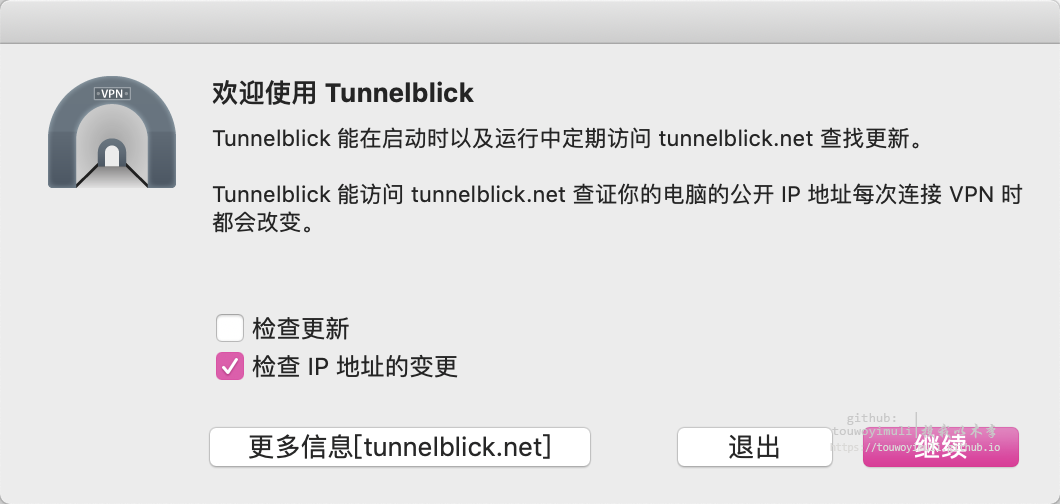 VPN
欢迎使用 Tunnelblick
Tunnelblick 能在启动时以及运行中定期访问 tunnelblick.net 查找更新。
Tunnelblick 能访问 tunnelblick.net 查证你的电脑的公开 IP 地址每次连接 VPN 时
都会改变。
检查更新
检查 IP 地址的变更
更多信息[tunnelblick.net]
退出
继续
github:
touwoyimuli